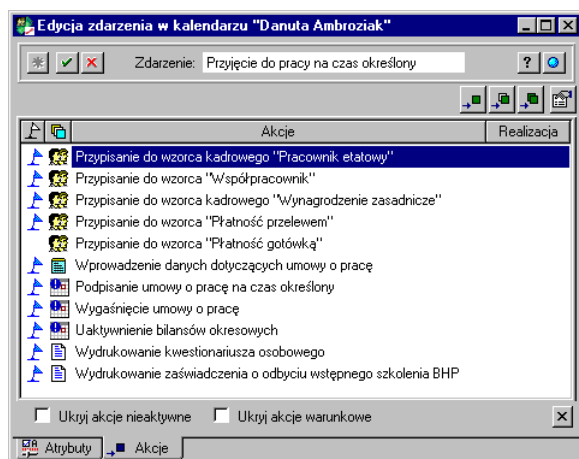 Edycja zdarzenia w kalendarzu "Danuta Ambroziak"
Zdarzenie: Przyjęcie do pracy na czas określony
Akcje Realizacja
Przypisanie do wzorca kadrowego "Pracownik etatowy"
Przypisanie do wzorca "Współpracownik"
Przypisanie do wzorca kadrowego "Wynagrodzenie zasadnicze"
Przypisanie do wzorca "Płatność przelewem"
Przypisanie do wzorca "Płatność gotówką"
Wprowadzenie danych dotyczących umowy o pracę
Podpisanie umowy o pracę na czas określony
Wygaśnięcie umowy o pracę
Uaktywnienie bilansów okresowych
Wydrukowanie kwestionariusza osobowego
Wydrukowanie zaświadczenia o odbyciu wstępnego szkolenia BHP
Ukryj akcje nieaktywne Ukryj akcje warunkowe
Atrybuty Akcje